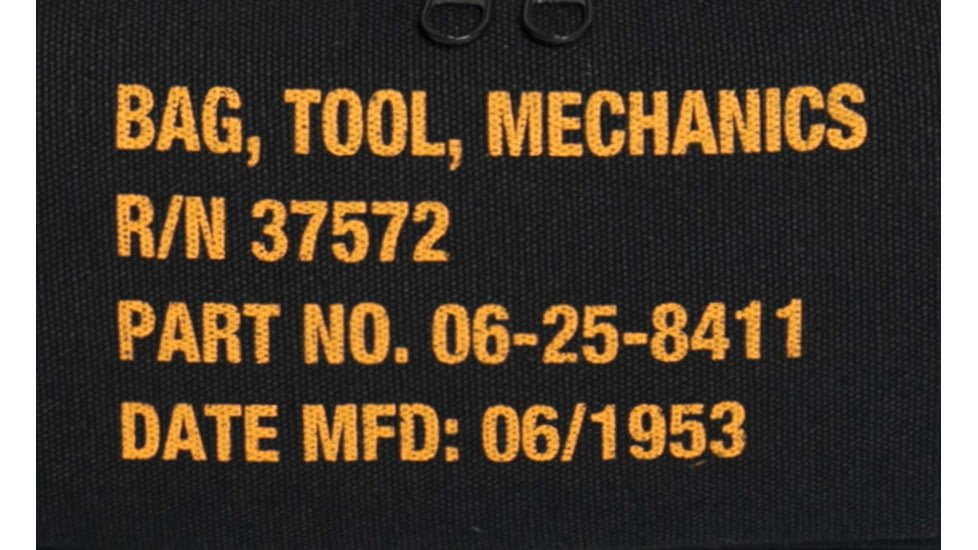 BAG, TOOL, MECHANICS
R/N 37572
PART NO. 06-25-8411
DATE MFD: 06/1953